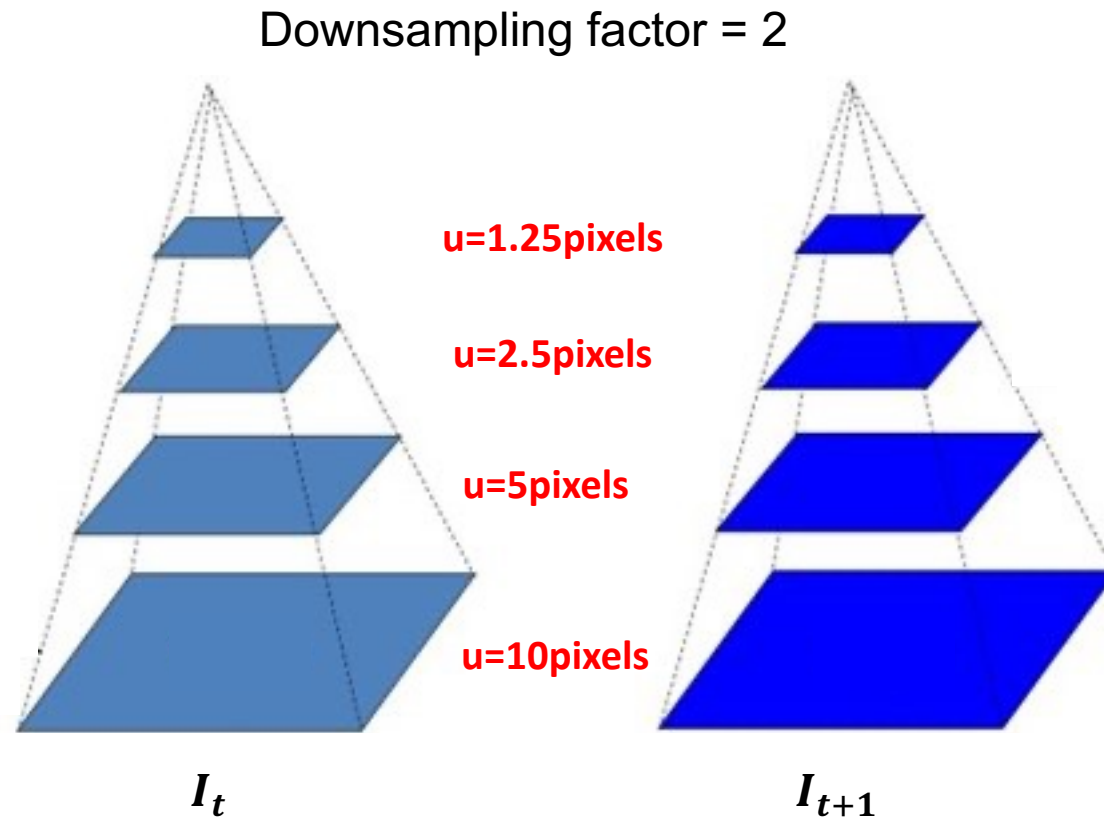 Downsampling factor = 2
u=1.25pixels
u=2.5pixels
u=5pixels
u=10pixels
I_t
I_{t+1}